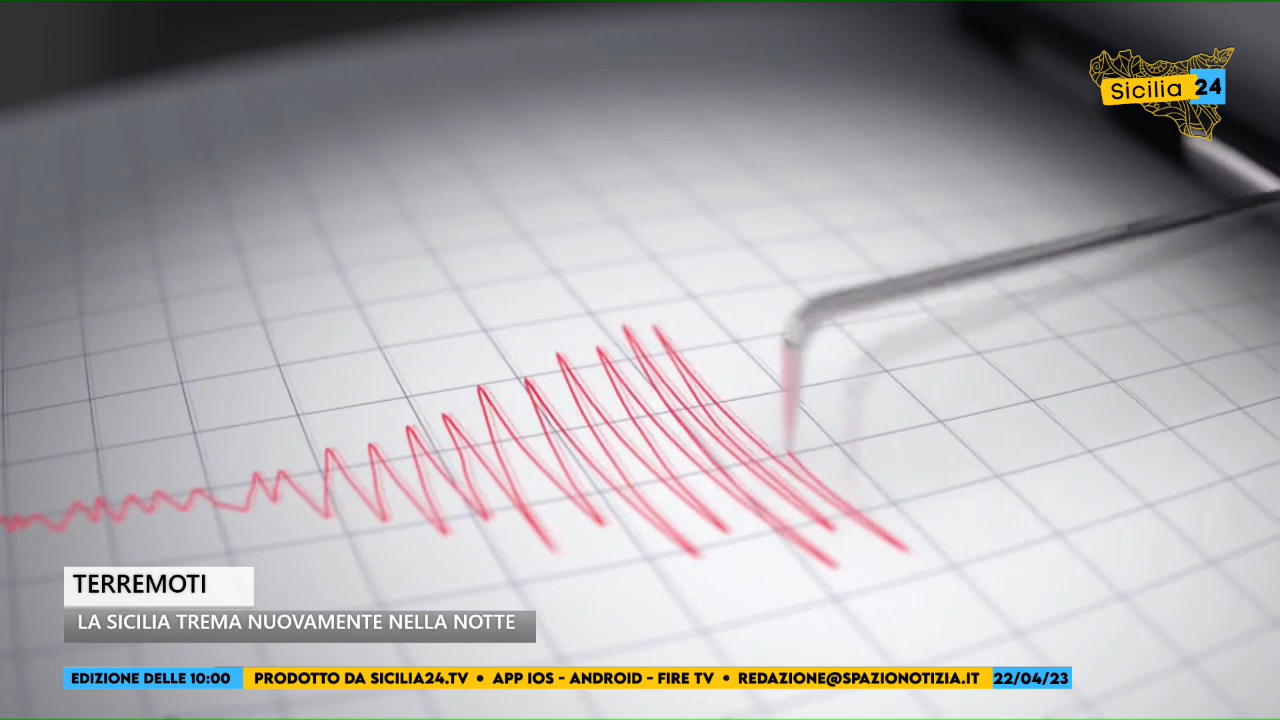 Sicilia 24
TERREMOTI
LA SICILIA TREMA NUOVAMENTE NELLA NOTTE
EDIZIONE DELLE 10:00 PRODOTTO DA SICILIA24.TV • APP IOS - ANDROID - FIRE TV • REDAZIONE@SPAZIONOTIZIA.IT 22/04/23